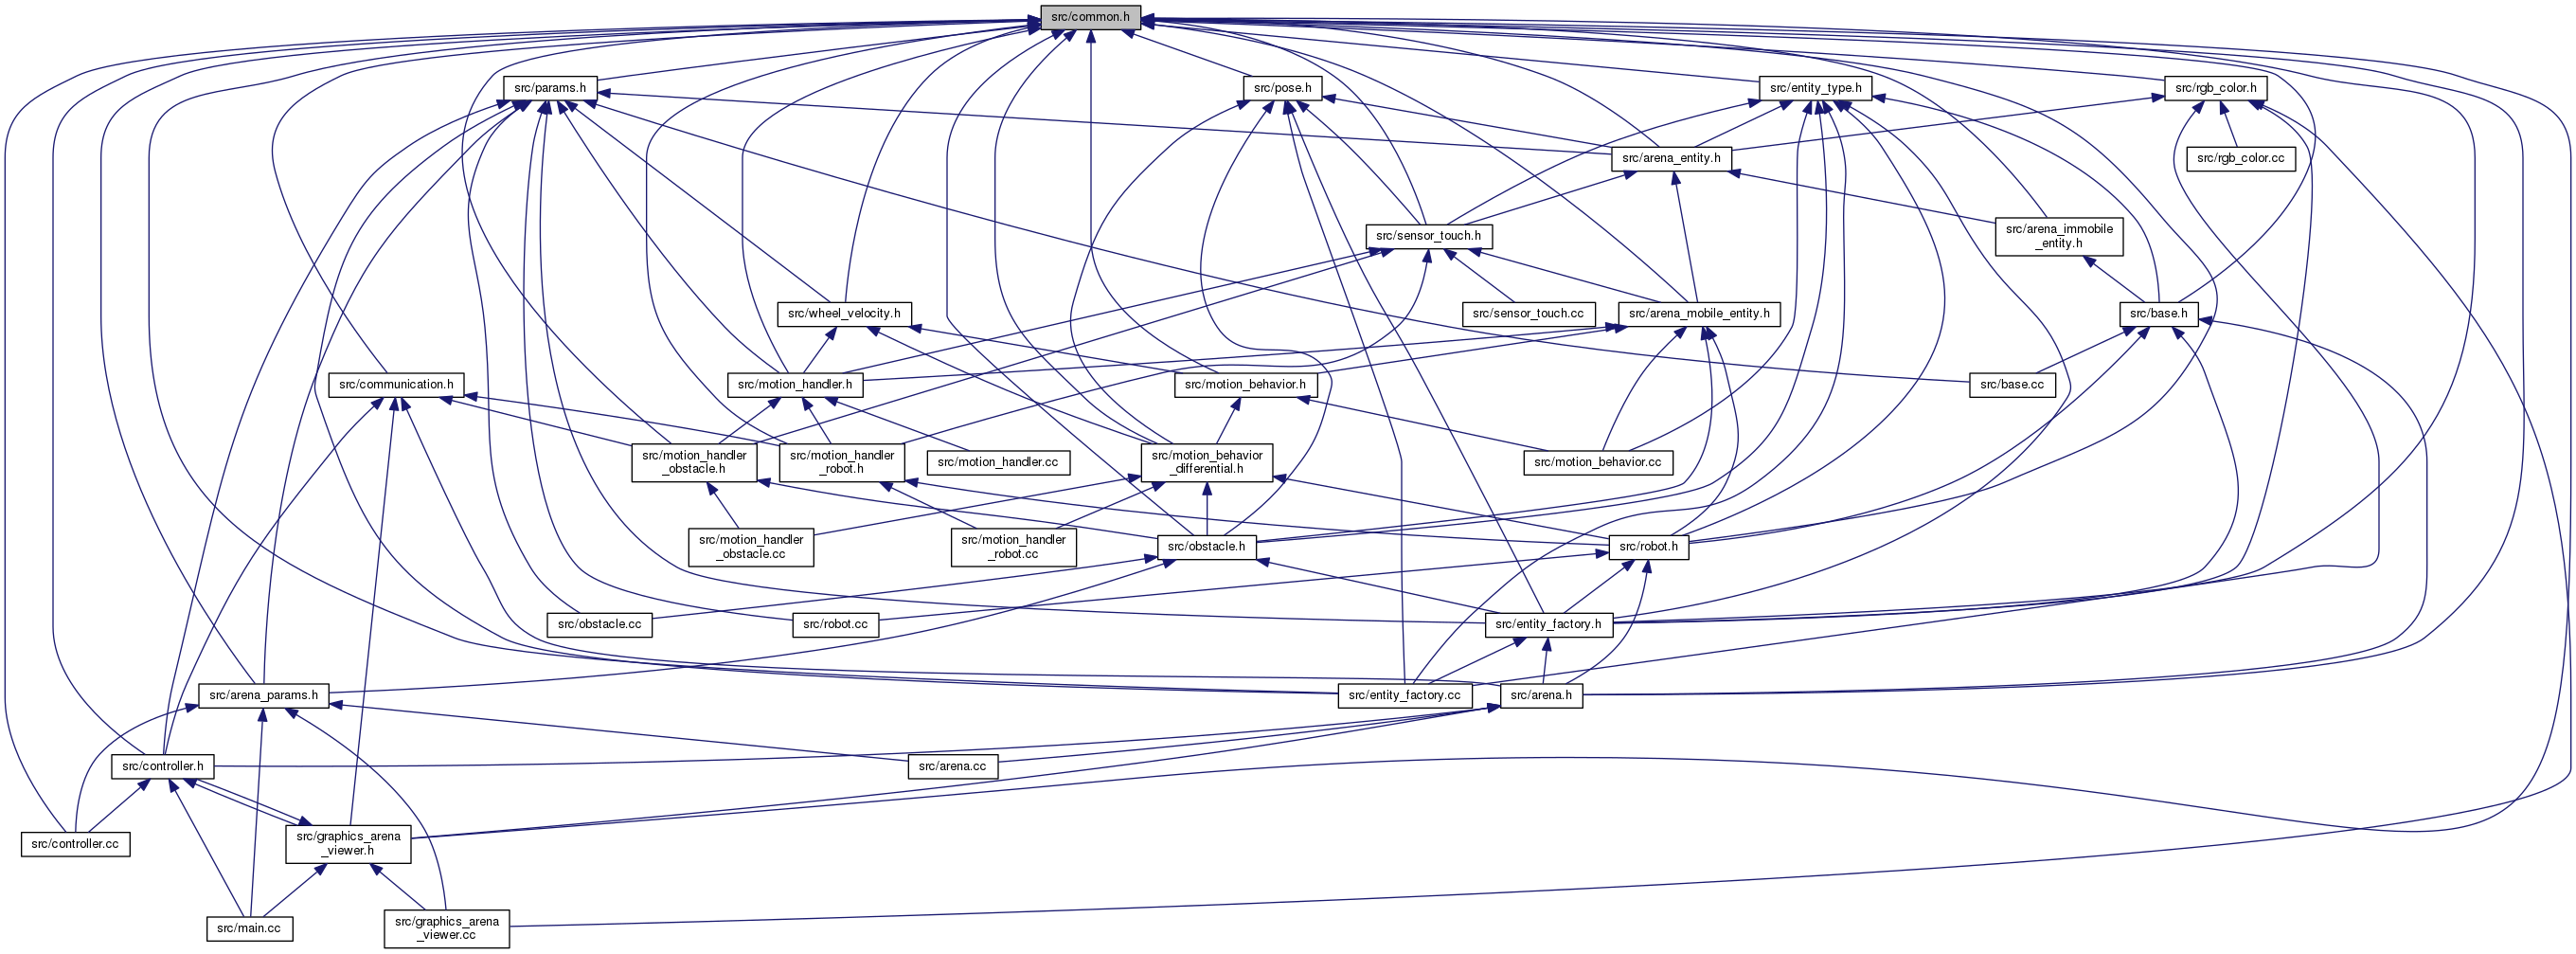 src/common.h
src/params.h
src/pose.h
src/entity_type.h
src/rgb_color.h
src/arena_entity.h
src/rgb_color.cc
src/sensor_touch.h
src/arena_immobile
_entity.h
src/wheel_velocity.h
src/sensor_touch.cc
src/arena_mobile_entity.h
src/base.h
src/communication.h
src/motion_handler.h
src/motion_behavior.h
src/base.cc
src/motion_handler
_obstacle.h
src/motion_handler
_robot.h
src/motion_handler.cc
src/motion_behavior
_differential.h
src/motion_behavior.cc
src/motion_handler
_obstacle.cc
src/motion_handler
_robot.cc
src/obstacle.h
src/robot.h
src/obstacle.cc
src/robot.cc
src/entity_factory.h
src/arena_params.h
src/entity_factory.cc
src/arena.h
src/controller.h
src/arena.cc
src/controller.cc
src/graphics_arena
_viewer.h
src/main.cc
src/graphics_arena
_viewer.cc